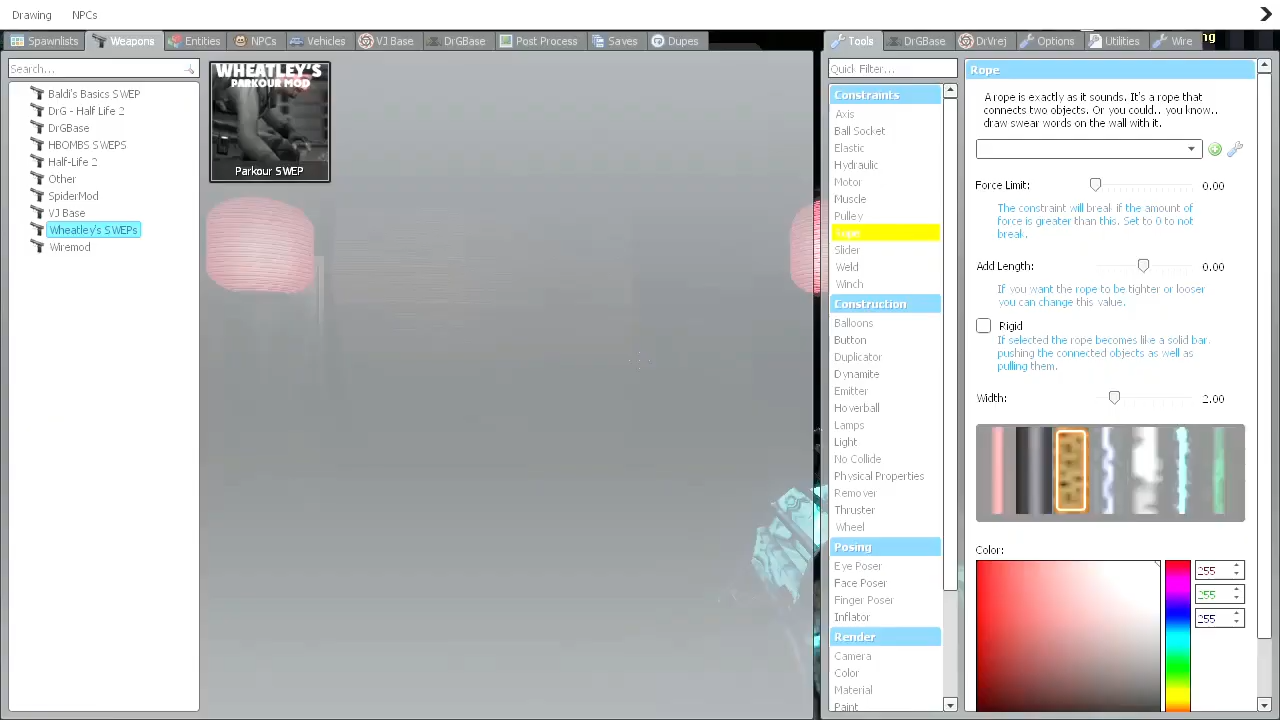 Drawing NPCs
Spawnlists Weapons Entities NPCs Vehicles VJ Base DrGBase Post Process Saves Dupes
Tools DrGBase DrVrej Options Utilities Wire ng
Search...
Baldi's Basics SWEP
DrG - Half Life 2
DrGBase
HBOMBS SWEPS
Half-Life 2
Other
SpiderMod
VJ Base
Wheatley's SWEPs
Wiremod
WHEATLEY'S
PARKOUR MOD
Parkour SWEP
Quick Filter...
Constraints
Axis
Ball Socket
Elastic
Hydraulic
Motor
Muscle
Pulley
Rope
Slider
Weld
Winch
Construction
Balloons
Button
Duplicator
Dynamite
Emitter
Hoverball
Lamps
Light
No Collide
Physical Properties
Remover
Thruster
Wheel
Posing
Eye Poser
Face Poser
Finger Poser
Inflator
Render
Camera
Color
Material
Paint
Rope
A rope is exactly as it sounds. It's a rope that
connects two objects. Or you could.. you know..
draw swear words on the wall with it.
Force Limit: 0.00
The constraint will break if the amount of
force is greater than this. Set to 0 to not
break.
Add Length: 0.00
If you want the rope to be tighter or looser
you can change this value.
Rigid
If selected the rope becomes like a solid bar,
pushing the connected objects as well as
pulling them.
Width: 2.00
Color:
255
255
255